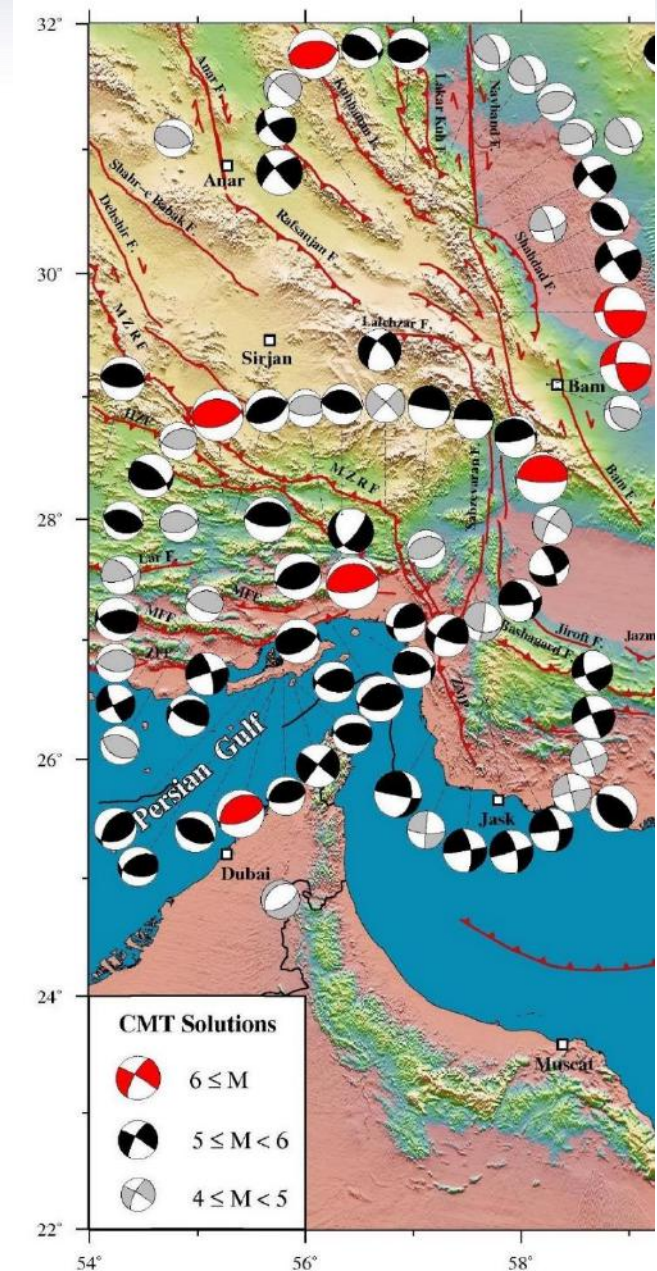 32°
30°
28°
26°
24°
22°
54°
56°
58°
Anar F.
Anar
Kuhbanan F.
Lakar Kuh F.
Nayband F.
Shahr-e Babak F.
Dehshir F.
Rafsanjan F.
Shahdad F.
M Z R F
Lalehzar F.
Sirjan
Bam
Bam F.
HZF
M Z R F
Sabzevaran F.
Lar F.
MFF
MFF
ZFF
ZMP
Jiroft F.
Bashagard F.
Jazm
Persian Gulf
Jask
Dubai
Muscat
CMT Solutions
6 ≤ M
5 ≤ M < 6
4 ≤ M < 5